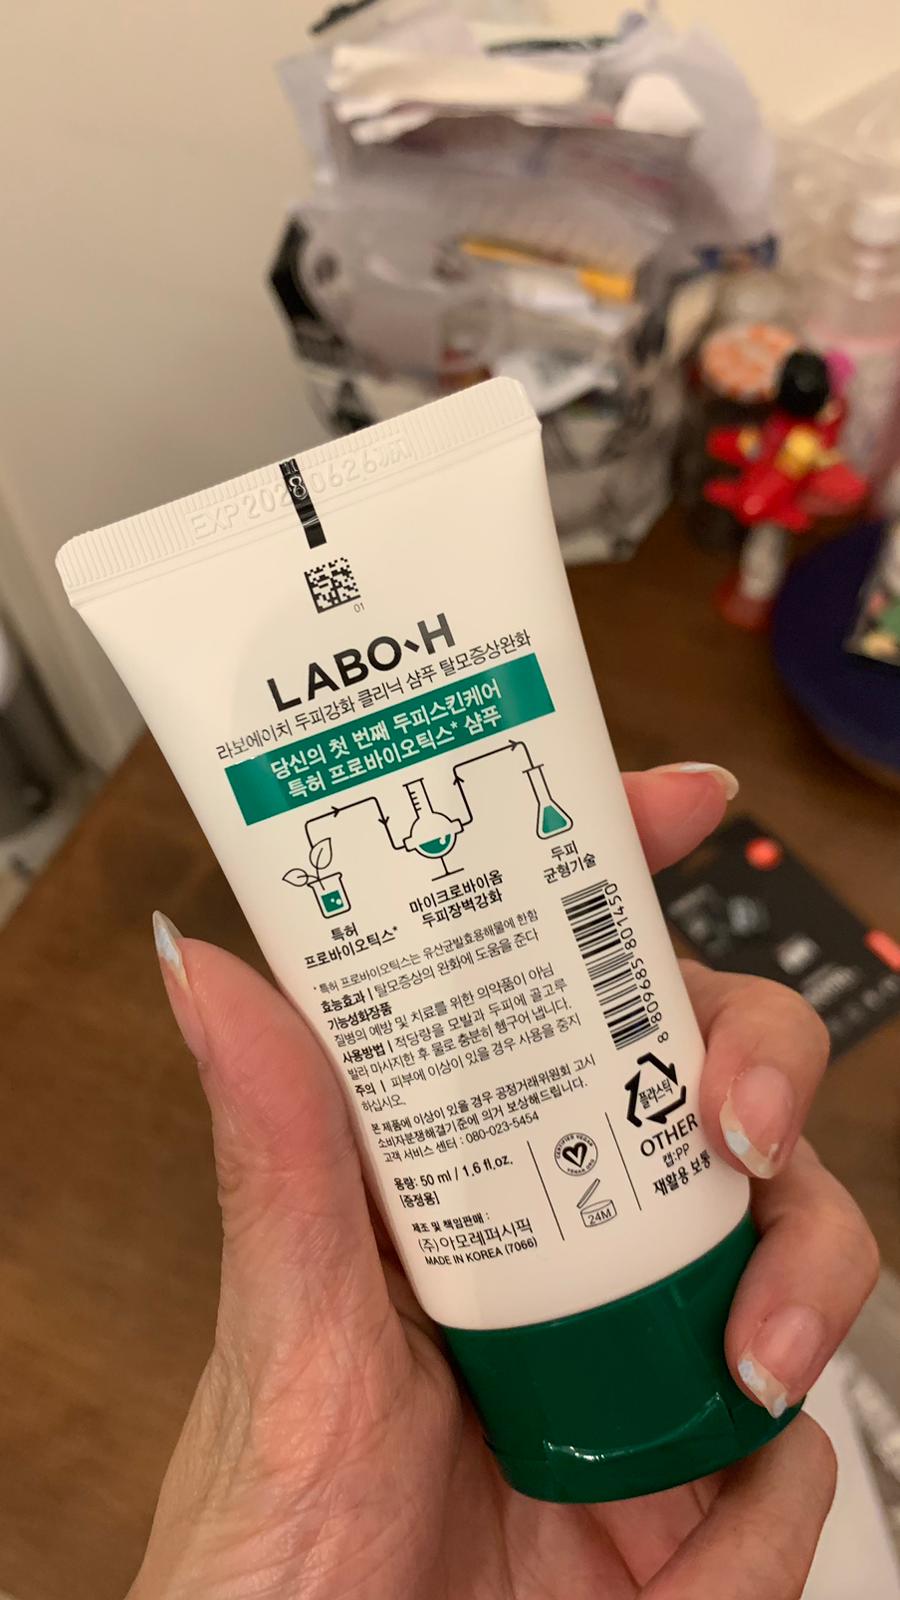 01
LABO-H
라보에이치 두피강화 클리닉 샴푸 탈모증상완화
당신의 첫 번째 두피스킨케어
특허 프로바이오틱스* 샴푸
특허
프로바이오틱스*
마이크로바이옴
두피장벽강화
두피
균형기술
* 특허 프로바이오틱스는 유산균발효용해물에 한함
효능효과 | 탈모증상의 완화에 도움을 준다
기능성화장품
질병의 예방 및 치료를 위한 의약품이 아님
사용방법 | 적당량을 모발과 두피에 골고루
발라 마사지한 후 물로 충분히 헹구어 냅니다.
주의 | 피부에 이상이 있을 경우 사용을 중지
하십시오.
본 제품에 이상이 있을 경우 공정거래위원회 고시
소비자분쟁해결기준에 의거 보상해드립니다.
고객 서비스 센터 : 080-023-5454
용량: 50 ml / 1.6 fl.oz.
[증정용]
제조 및 책임판매 :
(주)아모레퍼시픽
MADE IN KOREA (7066)
CERTIFIED VEGAN
24M
8 809685 801450
플라스틱
OTHER
캡:PP
재활용 보통